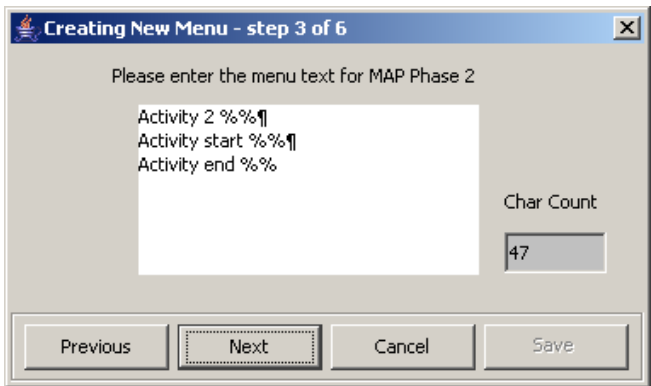 Creating New Menu - step 3 of 6
Please enter the menu text for MAP Phase 2
Activity 2 %%¶
Activity start %%¶
Activity end %%
Char Count
47
Previous Next Cancel Save